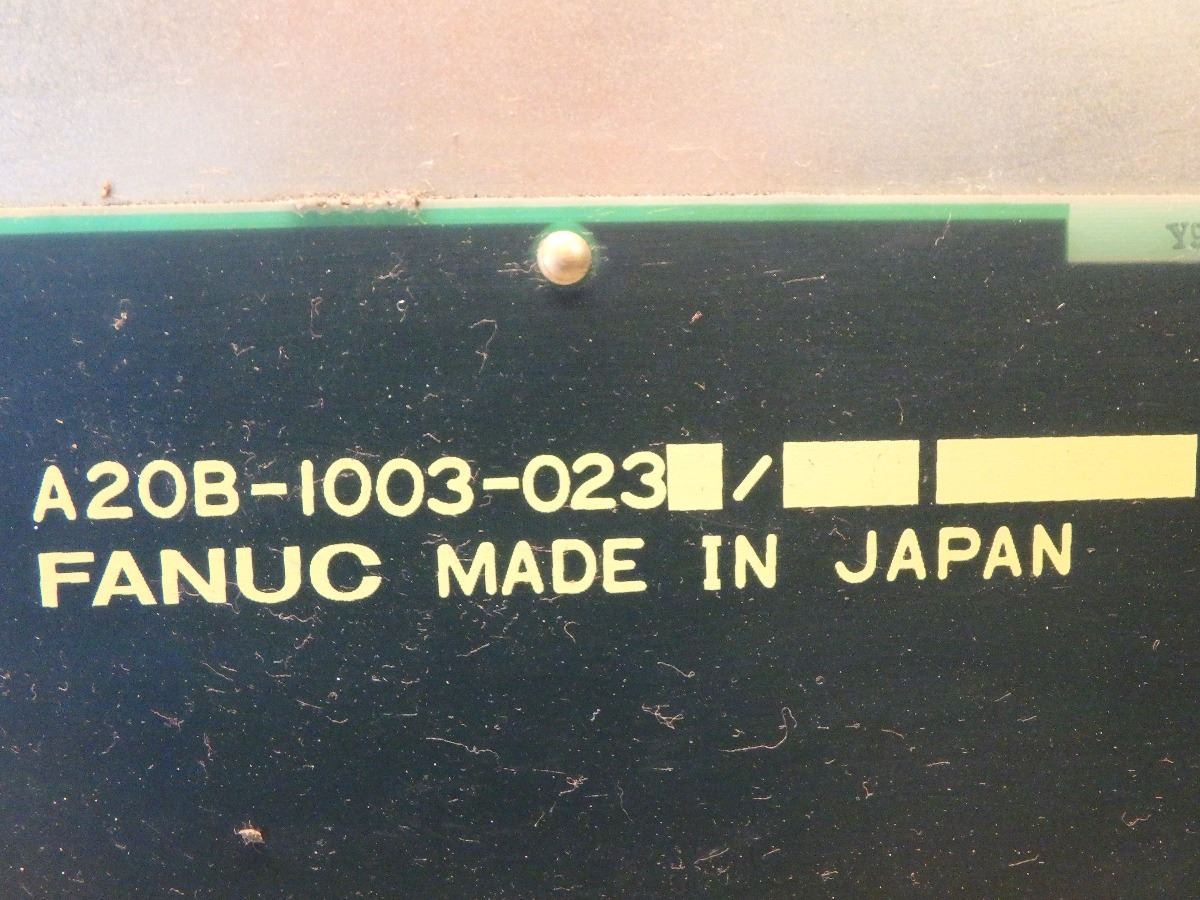 A20B-1003-023 /
FANUC MADE IN JAPAN